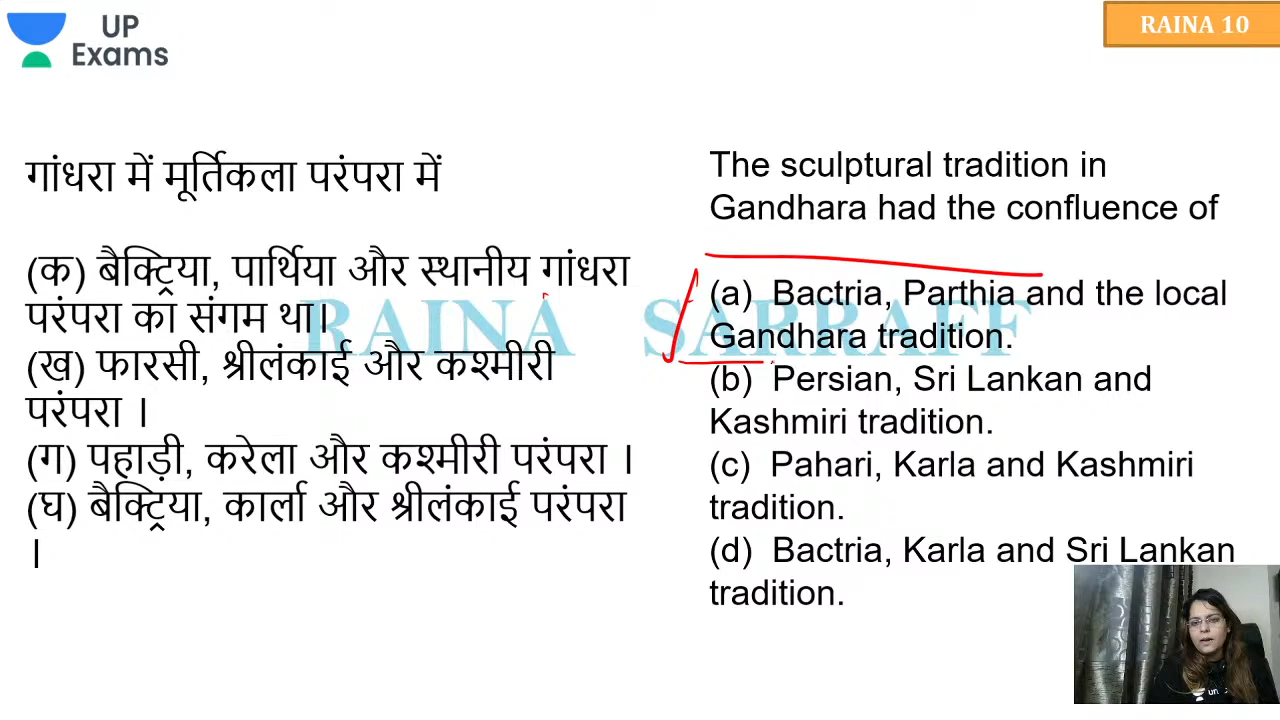 UP
Exams
RAINA 10
गांधरा में मूर्तिकला परंपरा में
(क) बैक्ट्रिया, पार्थिया और स्थानीय गांधरा
परंपरा का संगम था।
(ख) फारसी, श्रीलंकाई और कश्मीरी
परंपरा ।
(ग) पहाड़ी, करेला और कश्मीरी परंपरा ।
(घ) बैक्ट्रिया, कार्ला और श्रीलंकाई परंपरा
।
The sculptural tradition in
Gandhara had the confluence of
(a) Bactria, Parthia and the local
Gandhara tradition.
(b) Persian, Sri Lankan and
Kashmiri tradition.
(c) Pahari, Karla and Kashmiri
tradition.
(d) Bactria, Karla and Sri Lankan
tradition.
RAINA SARRAFF
un